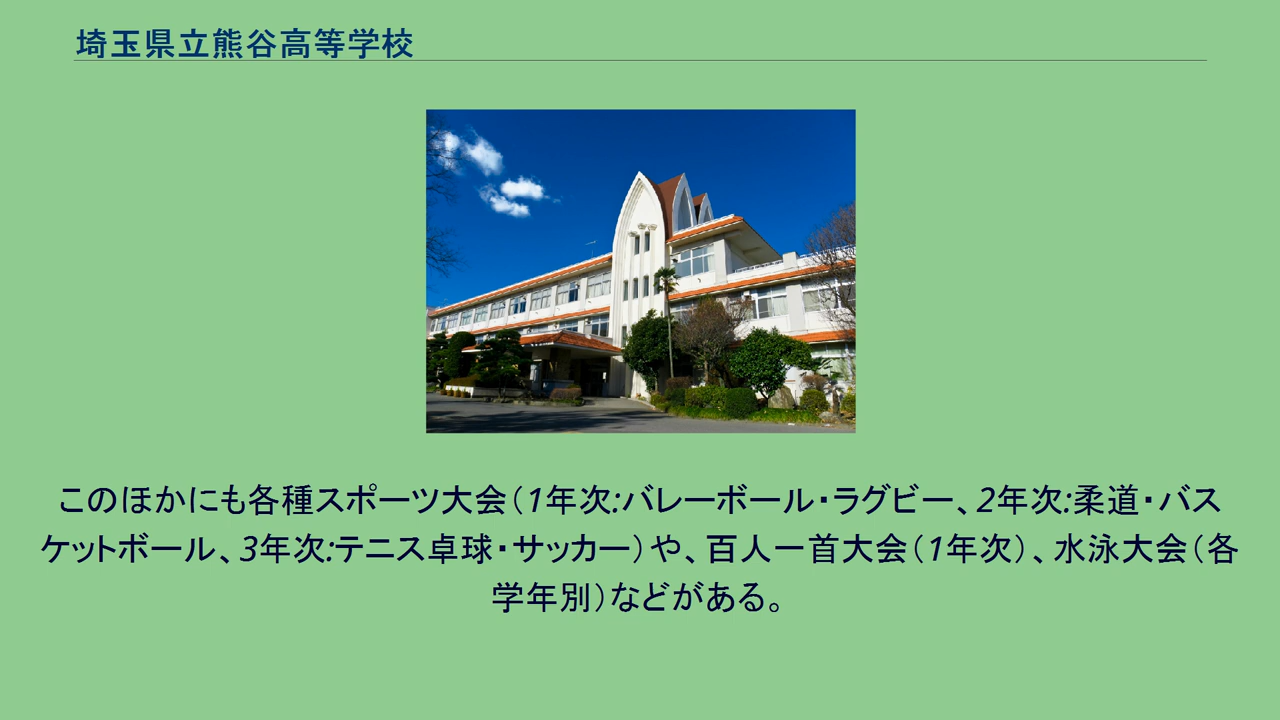 埼玉県立熊谷高等学校
このほかにも各種スポーツ大会（1年次:バレーボール・ラグビー、2年次:柔道・バス
ケットボール、3年次:テニス卓球・サッカー）や、百人一首大会（1年次）、水泳大会（各
学年別）などがある。